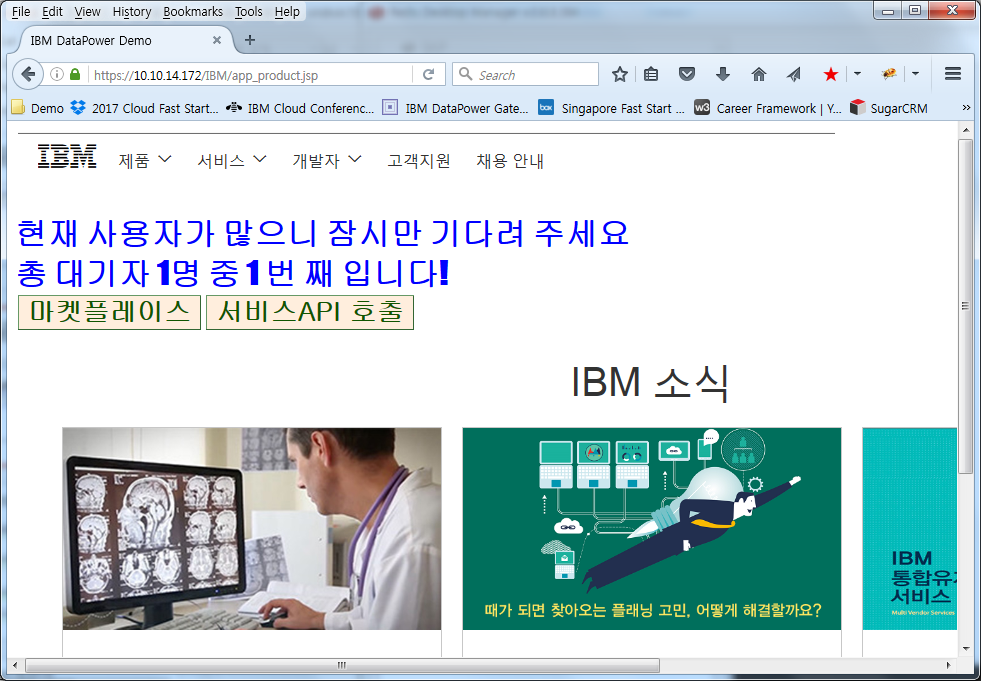 File Edit View History Bookmarks Tools Help
IBM DataPower Demo
https://10.10.14.172/IBM/app_product.jsp
Search
Demo 2017 Cloud Fast Start... IBM Cloud Conferenc... IBM DataPower Gate... box Singapore Fast Start ... w3 Career Framework | Y... SugarCRM
IBM 제품 서비스 개발자 고객지원 채용 안내
현재 사용자가 많으니 잠시만 기다려 주세요
총 대기자 1명 중 1 번 째 입니다!
마켓플레이스 서비스API 호출
IBM 소식
때가 되면 찾아오는 플래닝 고민, 어떻게 해결할까요?
IBM
통합유지
서비스
MultiVendor Services